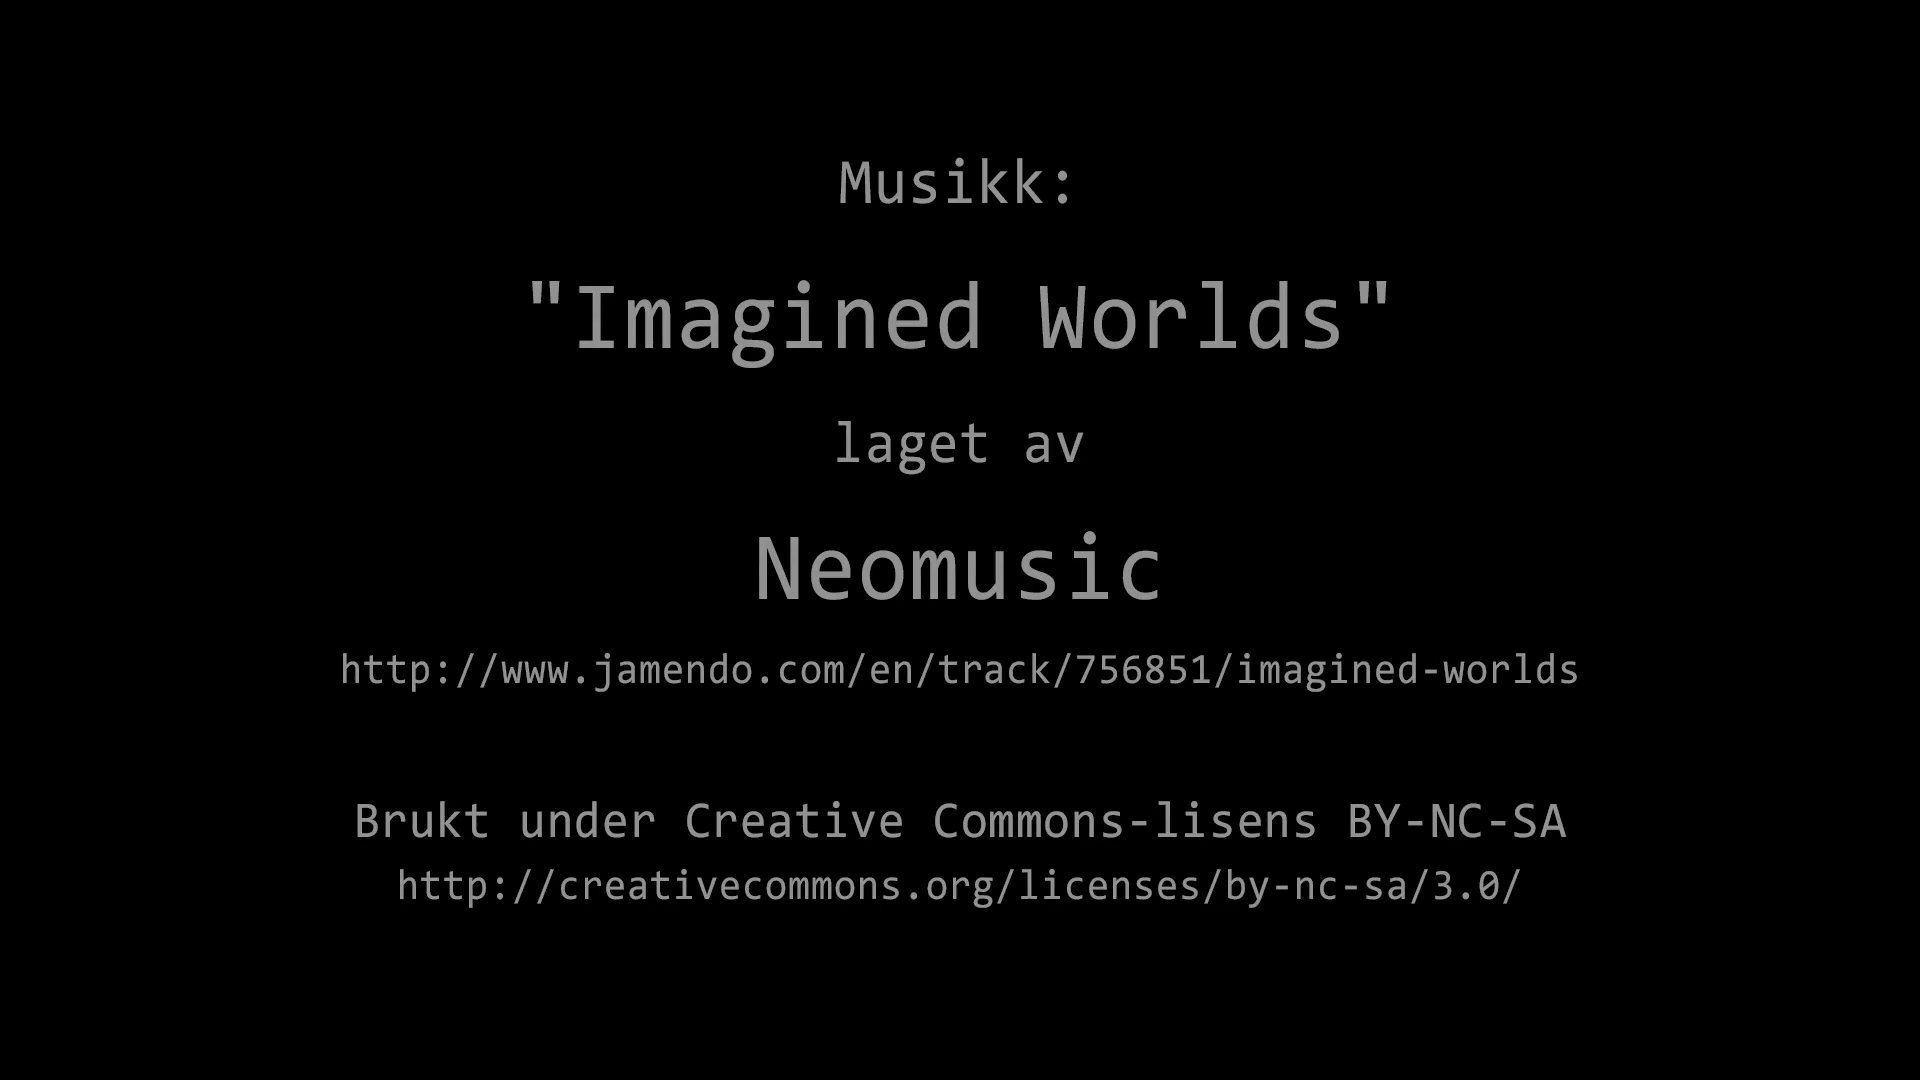 Musikk:
"Imagined Worlds"
laget av
Neomusic
http://www.jamendo.com/en/track/756851/imagined-worlds
Brukt under Creative Commons-lisens BY-NC-SA
http://creativecommons.org/licenses/by-nc-sa/3.0/